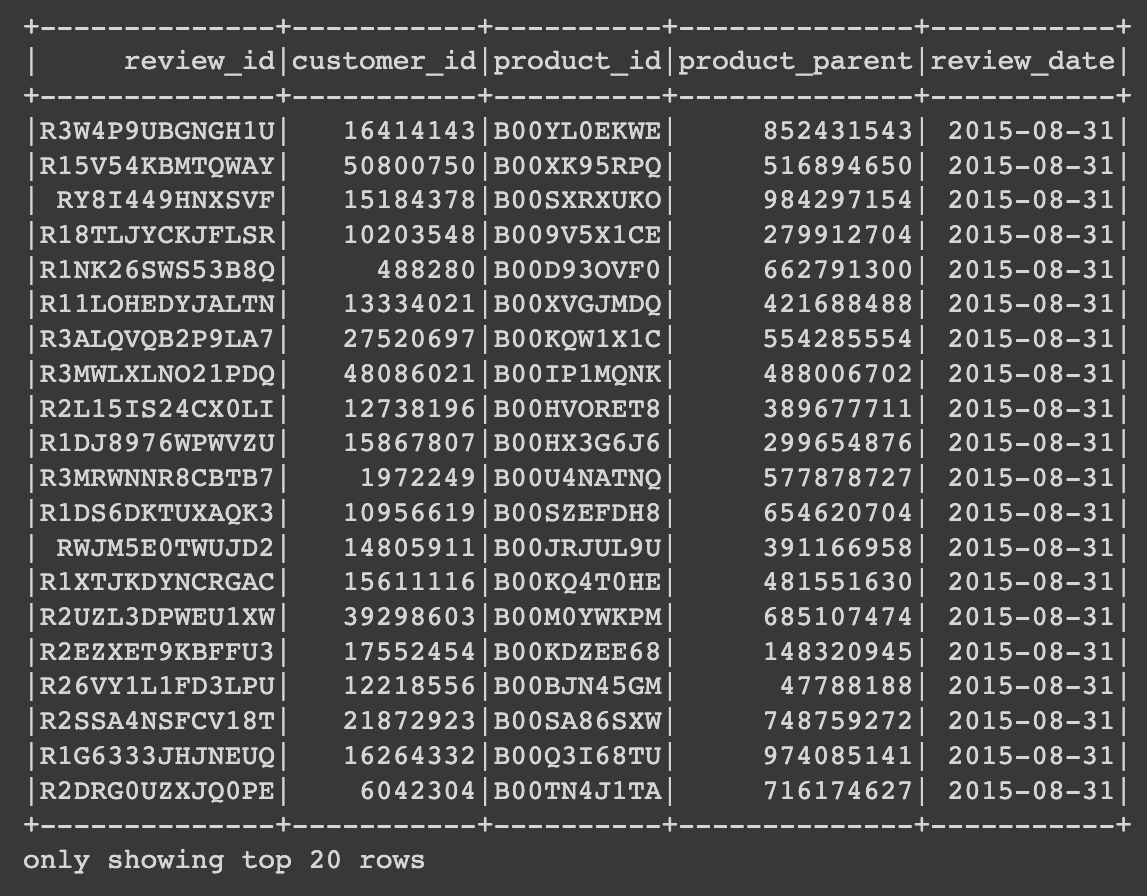 +--------------+-----------+----------+--------------+-----------+
|     review_id|customer_id|product_id|product_parent|review_date|
+--------------+-----------+----------+--------------+-----------+
|R3W4P9UBGNGH1U|   16414143|B00YL0EKWE|     852431543| 2015-08-31|
|R15V54KBMTQWAY|   50800750|B00XK95RPQ|     516894650| 2015-08-31|
| RY8I449HNXSVF|   15184378|B00SXRXUKO|     984297154| 2015-08-31|
|R18TLJYCKJFLSR|   10203548|B009V5X1CE|     279912704| 2015-08-31|
|R1NK26SWS53B8Q|     488280|B00D93OVF0|     662791300| 2015-08-31|
|R11LOHEDYJALTN|   13334021|B00XVGJMDQ|     421688488| 2015-08-31|
|R3ALQVQB2P9LA7|   27520697|B00KQW1X1C|     554285554| 2015-08-31|
|R3MWLXLNO21PDQ|   48086021|B00IP1MQNK|     488006702| 2015-08-31|
|R2L15IS24CX0LI|   12738196|B00HVORET8|     389677711| 2015-08-31|
|R1DJ8976WPWVZU|   15867807|B00HX3G6J6|     299654876| 2015-08-31|
|R3MRWNNR8CBTB7|    1972249|B00U4NATNQ|     577878727| 2015-08-31|
|R1DS6DKTUXAQK3|   10956619|B00SZEFDH8|     654620704| 2015-08-31|
| RWJM5E0TWUJD2|   14805911|B00JRJUL9U|     391166958| 2015-08-31|
|R1XTJKDYNCRGAC|   15611116|B00KQ4T0HE|     481551630| 2015-08-31|
|R2UZL3DPWEU1XW|   39298603|B00M0YWKPM|     685107474| 2015-08-31|
|R2EZXET9KBFFU3|   17552454|B00KDZEE68|     148320945| 2015-08-31|
|R26VY1L1FD3LPU|   12218556|B00BJN45GM|      47788188| 2015-08-31|
|R2SSA4NSFCV18T|   21872923|B00SA86SXW|     748759272| 2015-08-31|
|R1G6333JHJNEUQ|   16264332|B00Q3I68TU|     974085141| 2015-08-31|
|R2DRG0UZXJQ0PE|    6042304|B00TN4J1TA|     716174627| 2015-08-31|
+--------------+-----------+----------+--------------+-----------+
only showing top 20 rows